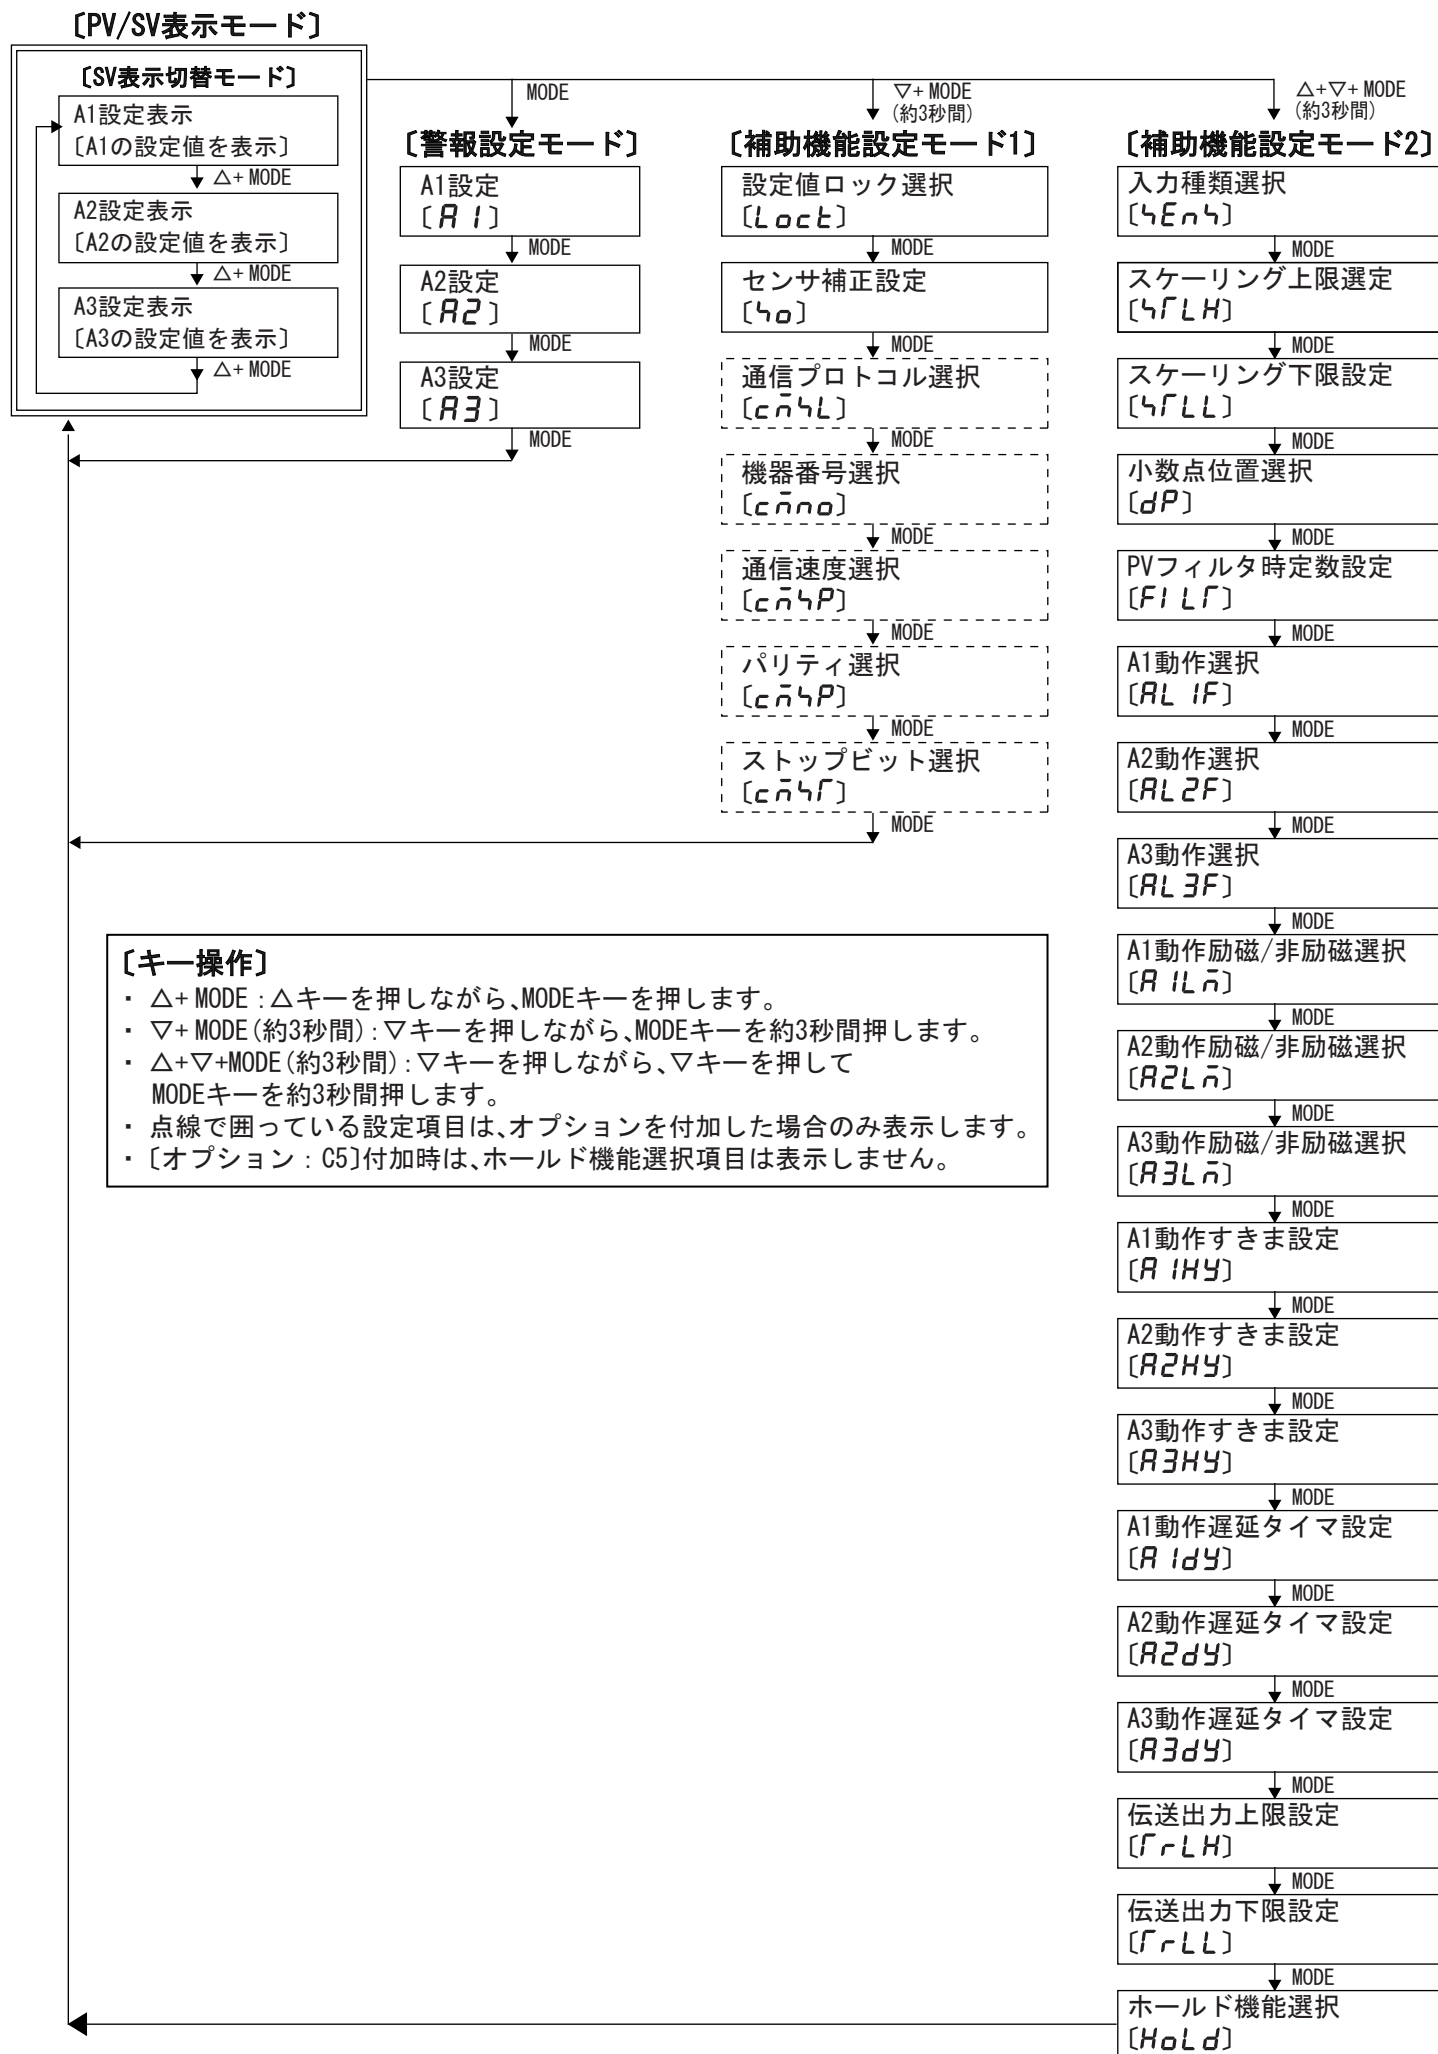 〔PV/SV表示モード〕
〔SV表示切替モード〕
A1設定表示
〔A1の設定値を表示〕
△+ MODE
A2設定表示
〔A2の設定値を表示〕
△+ MODE
A3設定表示
〔A3の設定値を表示〕
△+ MODE
MODE
〔警報設定モード〕
A1設定
〔A1〕
MODE
A2設定
〔A2〕
MODE
A3設定
〔A3〕
MODE
▽+ MODE
(約3秒間)
〔補助機能設定モード1〕
設定値ロック選択
〔Lock〕
MODE
センサ補正設定
〔so〕
MODE
通信プロトコル選択
〔cmsL〕
MODE
機器番号選択
〔cmno〕
MODE
通信速度選択
〔cmsP〕
MODE
パリティ選択
〔cmsP〕
MODE
ストップビット選択
〔cmsT〕
MODE
△+▽+ MODE
(約3秒間)
〔補助機能設定モード2〕
入力種類選択
〔sEns〕
MODE
スケーリング上限選定
〔sTLH〕
MODE
スケーリング下限設定
〔sTLL〕
MODE
小数点位置選択
〔dP〕
MODE
PVフィルタ時定数設定
〔FILT〕
MODE
A1動作選択
〔AL1F〕
MODE
A2動作選択
〔AL2F〕
MODE
A3動作選択
〔AL3F〕
MODE
A1動作励磁/非励磁選択
〔A1Lm〕
MODE
A2動作励磁/非励磁選択
〔A2Lm〕
MODE
A3動作励磁/非励磁選択
〔A3Lm〕
MODE
A1動作すきま設定
〔A1HY〕
MODE
A2動作すきま設定
〔A2HY〕
MODE
A3動作すきま設定
〔A3HY〕
MODE
A1動作遅延タイマ設定
〔A1dY〕
MODE
A2動作遅延タイマ設定
〔A2dY〕
MODE
A3動作遅延タイマ設定
〔A3dY〕
MODE
伝送出力上限設定
〔TrLH〕
MODE
伝送出力下限設定
〔TrLL〕
MODE
ホールド機能選択
〔HoLd〕
〔キー操作〕
・ △+ MODE：△キーを押しながら、MODEキーを押します。
・ ▽+ MODE(約3秒間)：▽キーを押しながら、MODEキーを約3秒間押します。
・ △+▽+MODE(約3秒間)：▽キーを押しながら、▽キーを押して
MODEキーを約3秒間押します。
・ 点線で囲っている設定項目は、オプションを付加した場合のみ表示します。
・〔オプション：C5〕付加時は、ホールド機能選択項目は表示しません。